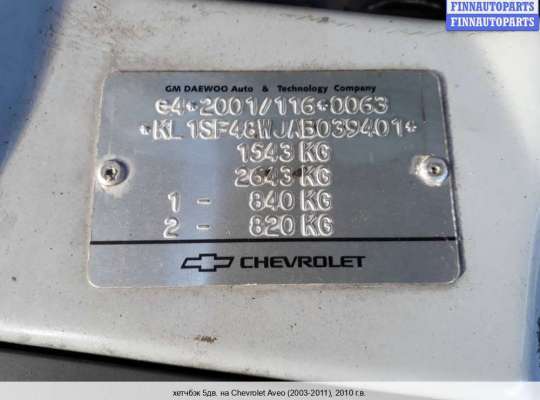 FINNAUTOPARTS
FINNAUTOPARTS
FINNAUTOPARTS
GM DAEWOO Auto & Technology Company
e4*2001/116*0063
*KL1SF48WJAB039401*
1543 KG
2643 KG
1 - 840 KG
2 - 820 KG
CHEVROLET
хетчбэк 5дв. на Chevrolet Aveo (2003-2011), 2010 г.в.